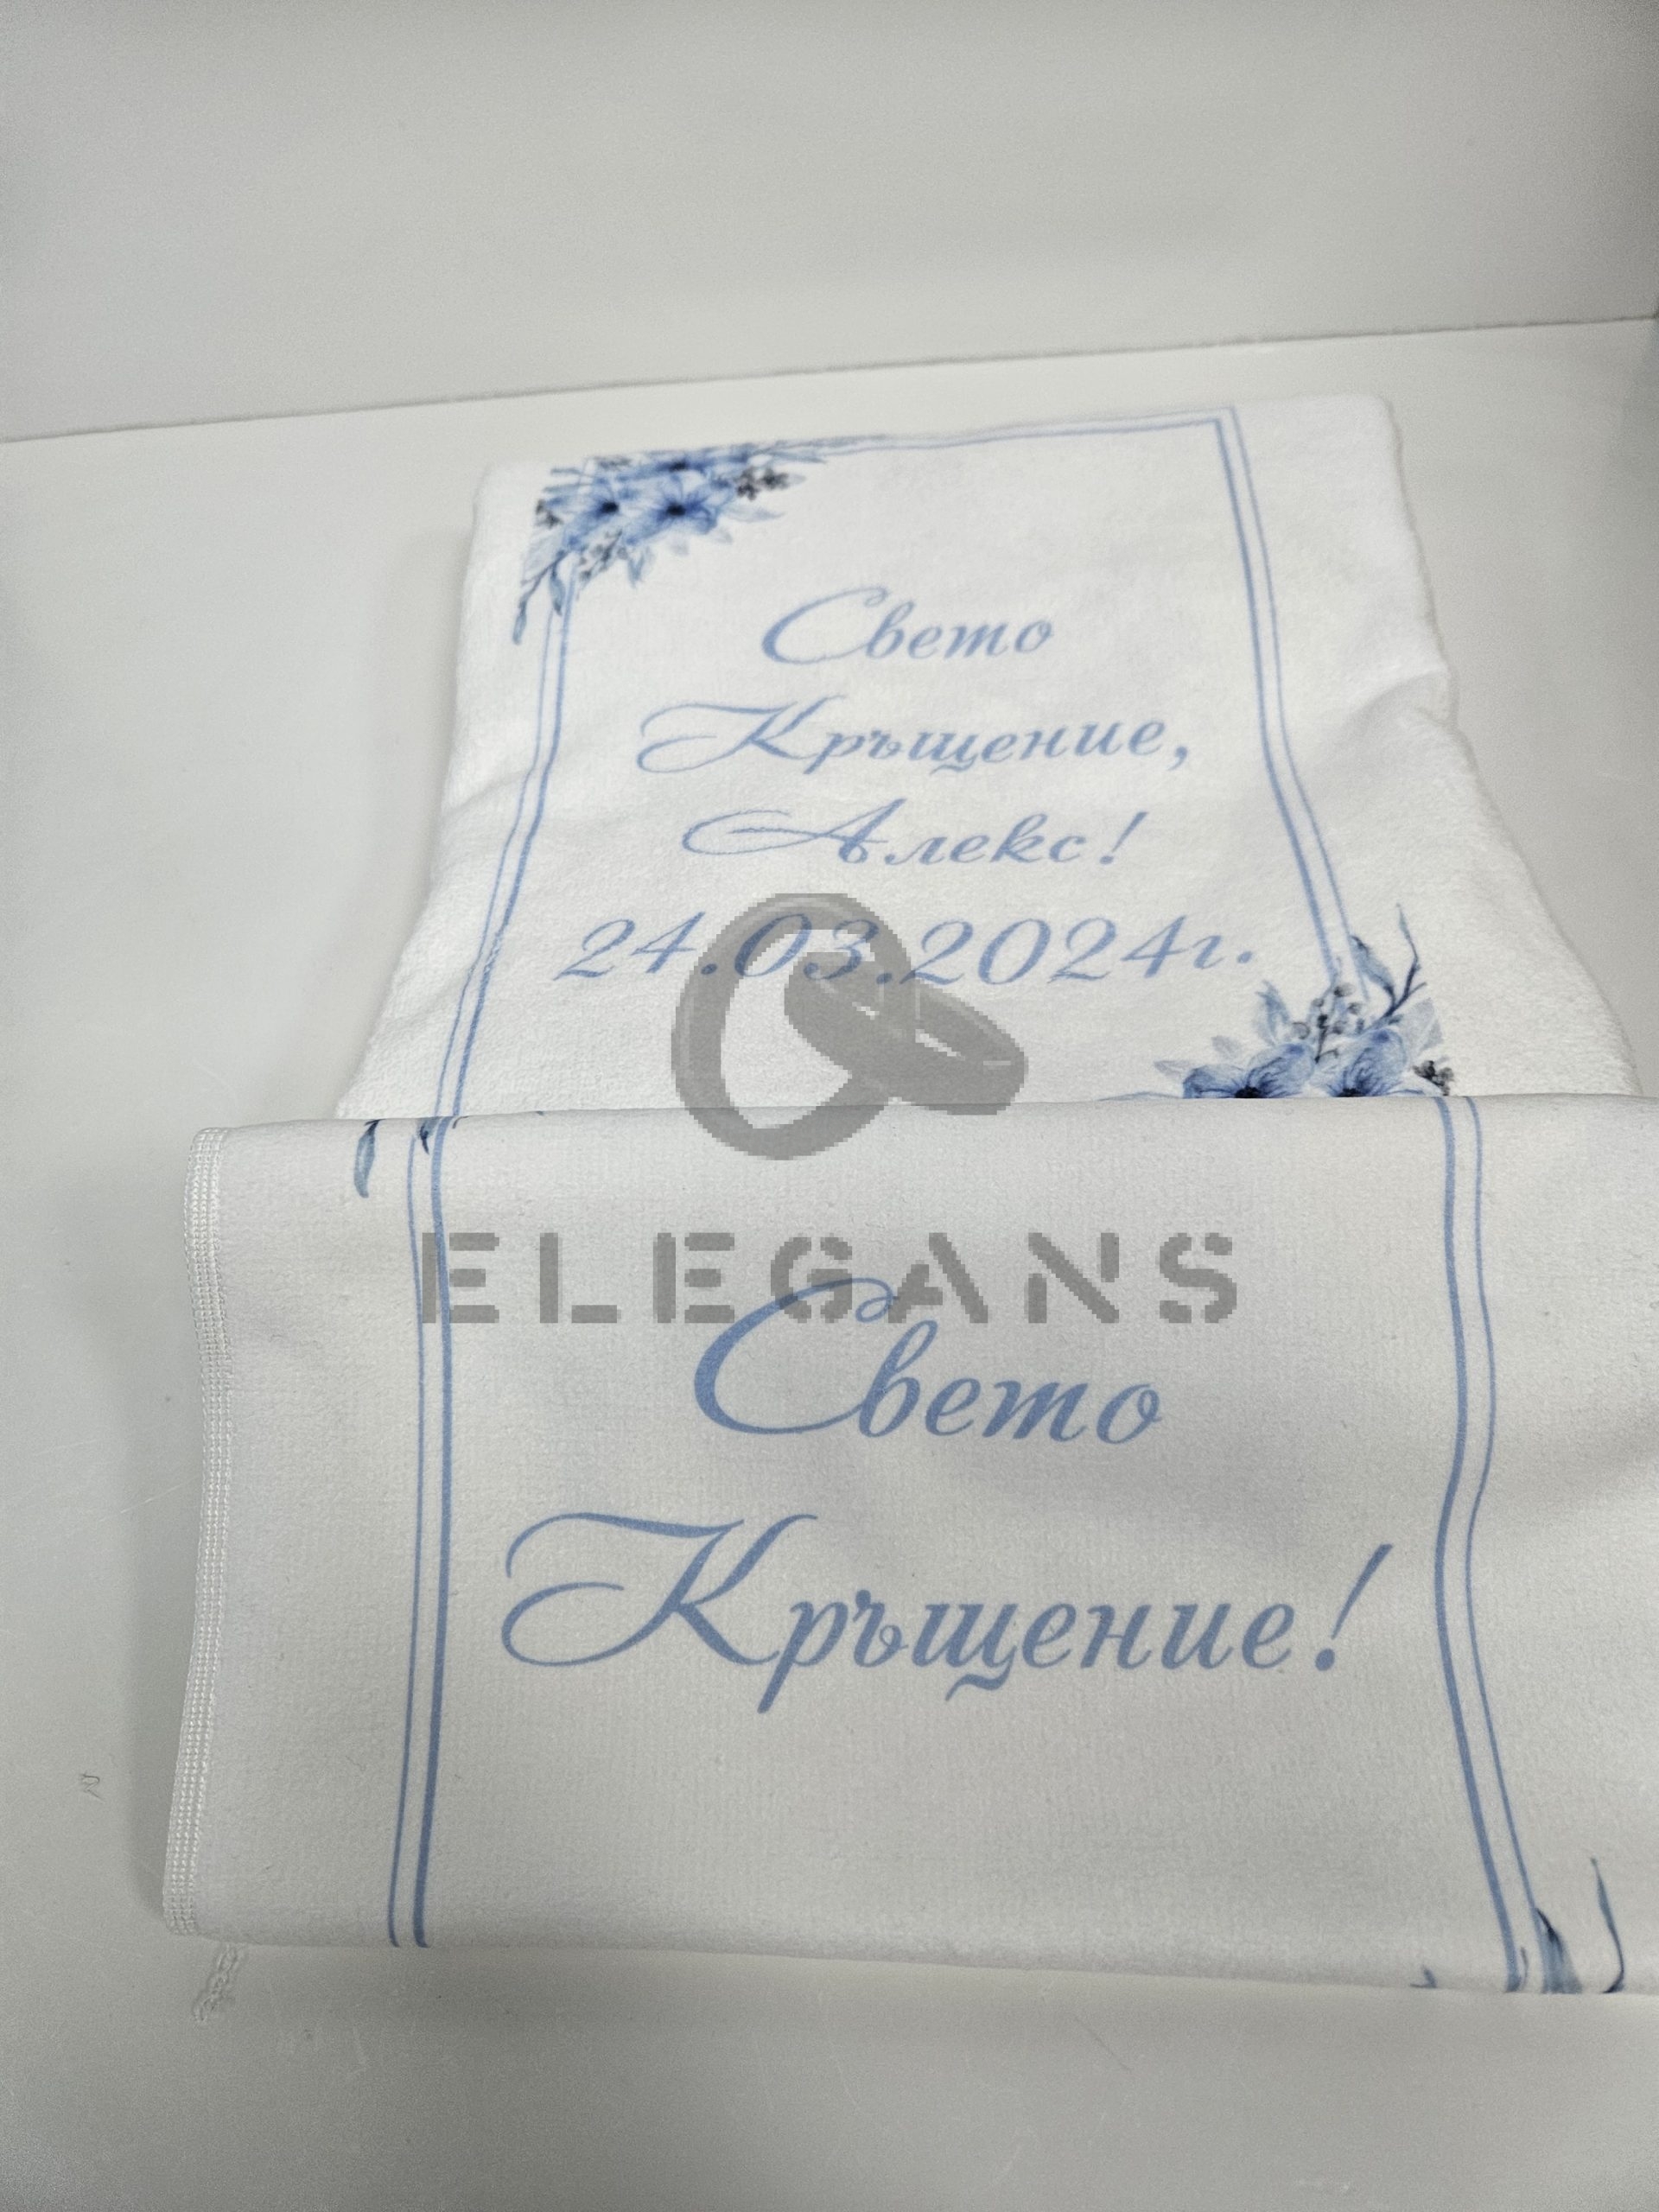 Свето
Кръщение,
Алекс!
24.03.2024г.
ELEGANS
Свето
Кръщение!